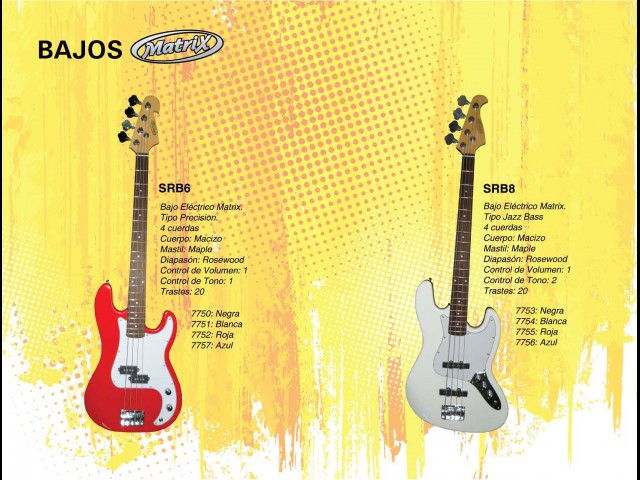 BAJOS Matrix
SRB6
Bajo Eléctrico Matrix.
Tipo Precision.
4 cuerdas
Cuerpo: Macizo
Mastil: Maple
Diapasón: Rosewood
Control de Volumen: 1
Control de Tono: 1
Trastes: 20
7750: Negra
7751: Blanca
7752: Roja
7757: Azul
SRB8
Bajo Eléctrico Matrix.
Tipo Jazz Bass
4 cuerdas
Cuerpo: Macizo
Mastil: Maple
Diapasón: Rosewood
Control de Volumen: 1
Control de Tono: 2
Trastes: 20
7753: Negra
7754: Blanca
7755: Roja
7756: Azul